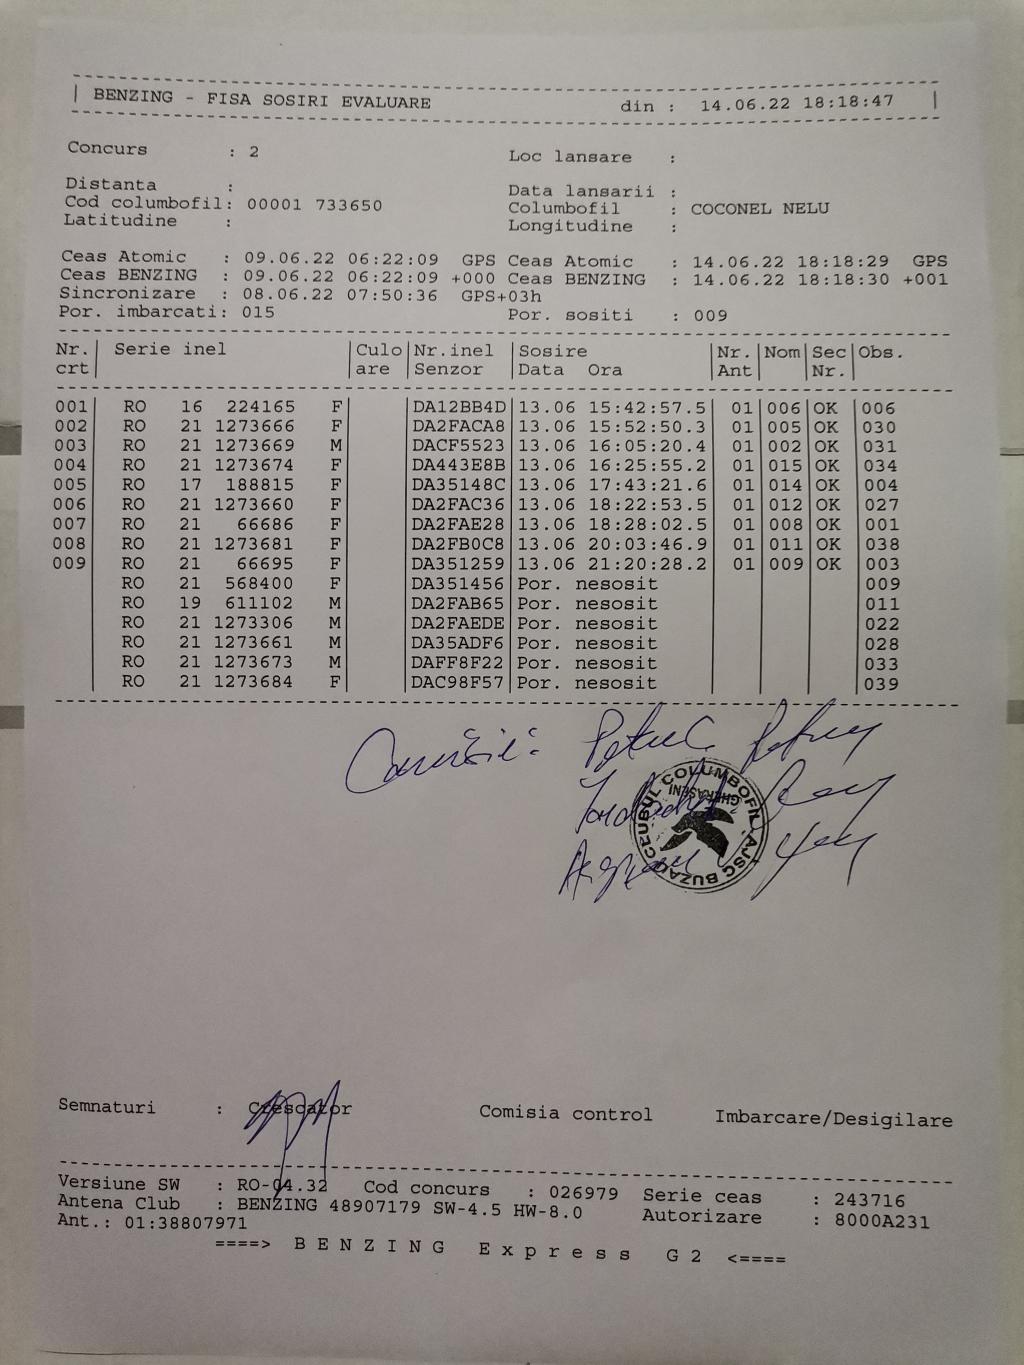 BENZING - FISA SOSIRI EVALUARE din : 14.06.22 18:18:47
Concurs : 2 Loc lansare :
Distanta : Data lansarii :
Cod columbofil: 00001 733650 Columbofil : COCONEL NELU
Latitudine : Longitudine :
Ceas Atomic : 09.06.22 06:22:09 GPS Ceas Atomic : 14.06.22 18:18:29 GPS
Ceas BENZING : 09.06.22 06:22:09 +000 Ceas BENZING : 14.06.22 18:18:30 +001
Sincronizare : 08.06.22 07:50:36 GPS+03h
Por. imbarcati: 015 Por. sositi : 009
Nr. Serie inel Culo Nr.inel Sosire Nr. Nom Sec Obs.
crt are Senzor Data Ora Ant Nr.
001 RO 16 224165 F DA12BB4D 13.06 15:42:57.5 01 006 OK 006
002 RO 21 1273666 F DA2FACA8 13.06 15:52:50.3 01 005 OK 030
003 RO 21 1273669 M DACF5523 13.06 16:05:20.4 01 002 OK 031
004 RO 21 1273674 F DA443E8B 13.06 16:25:55.2 01 015 OK 034
005 RO 17 188815 F DA35148C 13.06 17:43:21.6 01 014 OK 004
006 RO 21 1273660 F DA2FAC36 13.06 18:22:53.5 01 012 OK 027
007 RO 21 66686 F DA2FAE28 13.06 18:28:02.5 01 008 OK 001
008 RO 21 1273681 F DA2FB0C8 13.06 20:03:46.9 01 011 OK 038
009 RO 21 66695 F DA351259 13.06 21:20:28.2 01 009 OK 003
RO 21 568400 F DA351456 Por. nesosit 009
RO 19 611102 M DA2FAB65 Por. nesosit 011
RO 21 1273306 M DA2FAEDE Por. nesosit 022
RO 21 1273661 M DA35ADF6 Por. nesosit 028
RO 21 1273673 M DAFF8F22 Por. nesosit 033
RO 21 1273684 F DAC98F57 Por. nesosit 039
CLUBUL COLUMBOFIL AJSC BUZAU
GHERASENI
Semnaturi : Crescator Comisia control Imbarcare/Desigilare
Versiune SW : RO-04.32 Cod concurs : 026979 Serie ceas : 243716
Antena Club : BENZING 48907179 SW-4.5 HW-8.0 Autorizare : 8000A231
Ant.: 01:38807971
====> BENZING Express G2 <====